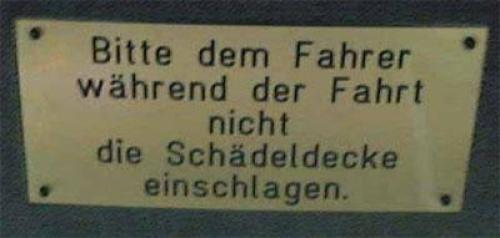 Bitte dem Fahrer
während der Fahrt
nicht
die Schädeldecke
einschlagen.